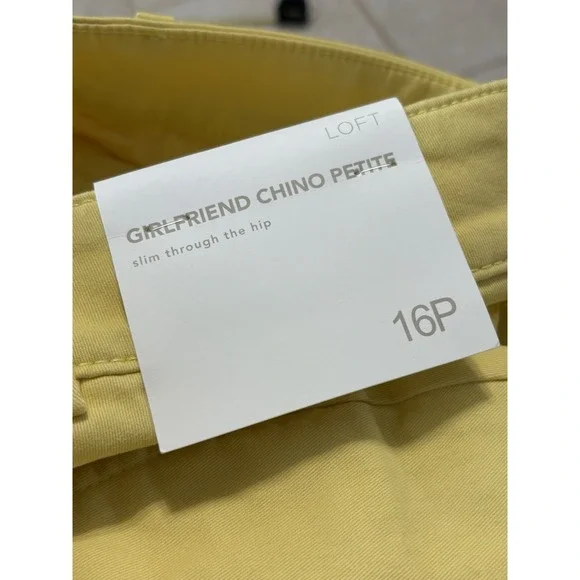 LOFT
GIRLFRIEND CHINO PETITE
slim through the hip
16P